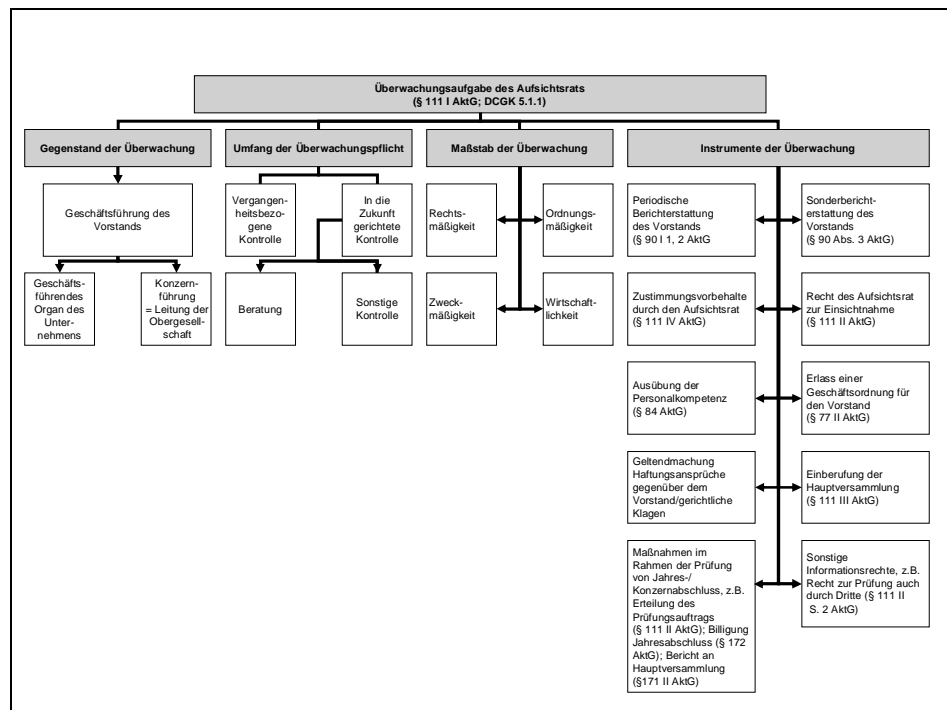 Überwachungsaufgabe des Aufsichtsrats
(§ 111 I AktG; DCGK 5.1.1)
Gegenstand der Überwachung
Umfang der Überwachungspflicht
Maßstab der Überwachung
Instrumente der Überwachung
Geschäftsführung des
Vorstands
Geschäfts-
führendes
Organ des
Unter-
nehmens
Konzern-
führung
= Leitung der
Obergesell-
schaft
Vergangen-
heitsbezo-
gene
Kontrolle
In die
Zukunft
gerichtete
Kontrolle
Beratung
Sonstige
Kontrolle
Rechts-
mäßigkeit
Ordnungs-
mäßigkeit
Zweck-
mäßigkeit
Wirtschaft-
lichkeit
Periodische
Berichterstattung
des Vorstands
(§ 90 I 1, 2 AktG
Sonderbericht-
erstattung des
Vorstands
(§ 90 Abs. 3 AktG)
Zustimmungsvorbehalte
durch den Aufsichtsrat
(§ 111 IV AktG)
Recht des Aufsichtsrat
zur Einsichtnahme
(§ 111 II AktG)
Ausübung der
Personalkompetenz
(§ 84 AktG)
Erlass einer
Geschäftsordnung für
den Vorstand
(§ 77 II AktG)
Geltendmachung
Haftungsansprüche
gegenüber dem
Vorstand/gerichtliche
Klagen
Einberufung der
Hauptversammlung
(§ 111 III AktG)
Maßnahmen im
Rahmen der Prüfung
von Jahres-/
Konzernabschluss, z.B.
Erteilung des
Prüfungsauftrags
(§ 111 II AktG); Billigung
Jahresabschluss (§ 172
AktG); Bericht an
Hauptversammlung
(§171 II AktG)
Sonstige
Informationsrechte, z.B.
Recht zur Prüfung auch
durch Dritte (§ 111 II
S. 2 AktG)